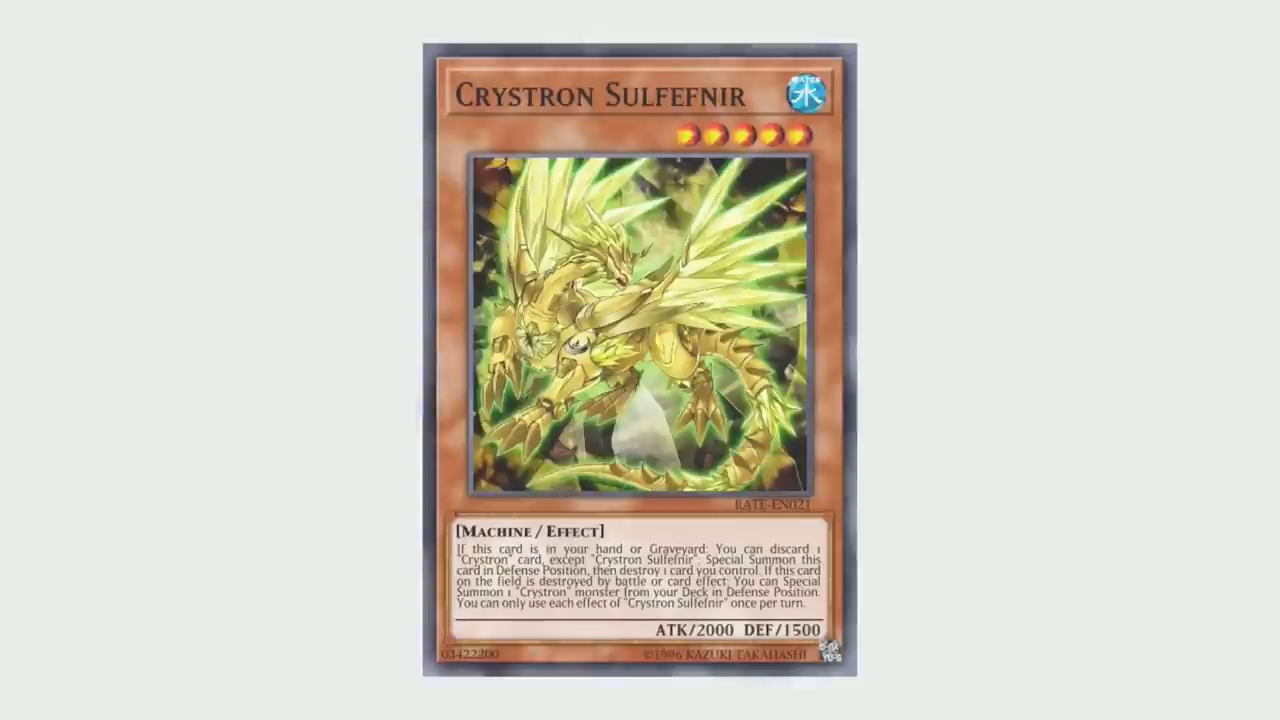 CRYSTRON SULFEFNIR
WATER
水
RATE-EN021
[MACHINE / EFFECT]
If this card is in your hand or Graveyard: You can discard 1
"Crystron" card, except "Crystron Sulfefnir"; Special Summon this
card in Defense Position, then destroy 1 card you control. If this card
on the field is destroyed by battle or card effect: You can Special
Summon 1 "Crystron" monster from your Deck in Defense Position.
You can only use each effect of "Crystron Sulfefnir" once per turn.
ATK/2000 DEF/1500
03422200
©1996 KAZUKI TAKAHASHI